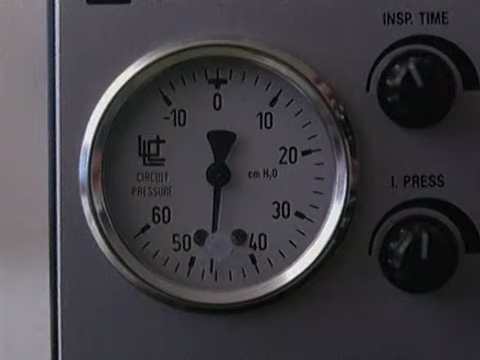 INSP. TIME
0
-10
10
20
CIRCUIT
PRESSURE
cm H₂O
I. PRESS
60
30
50
40